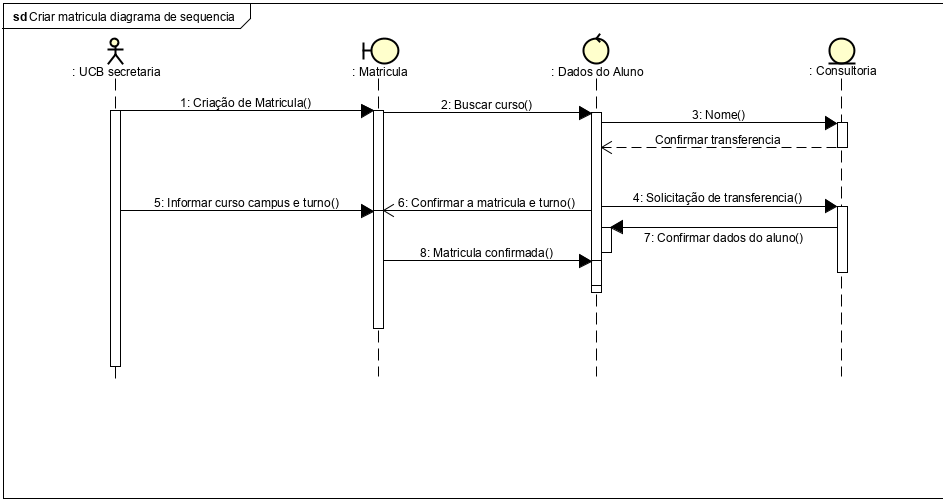 sd Criar matricula diagrama de sequencia
: UCB secretaria
: Matricula
: Dados do Aluno
: Consultoria
1: Criação de Matricula()
2: Buscar curso()
3: Nome()
Confirmar transferencia
5: Informar curso campus e turno()
6: Confirmar a matricula e turno()
4: Solicitação de transferencia()
7: Confirmar dados do aluno()
8: Matricula confirmada()